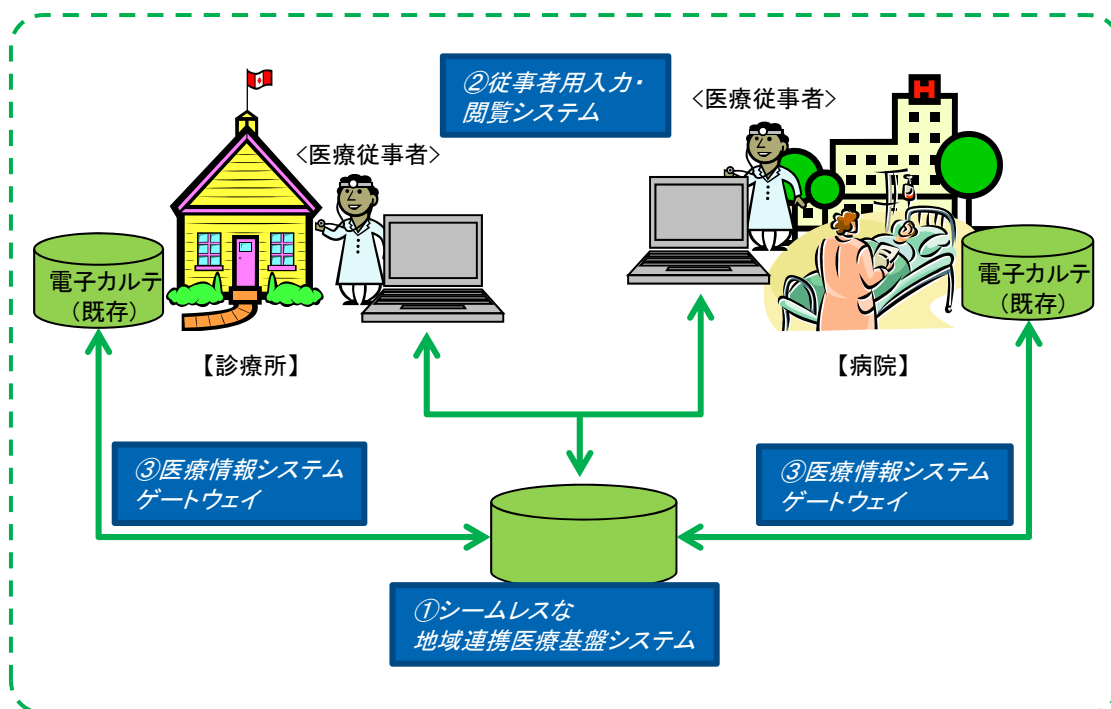 ②従事者用入力・
閲覧システム
<医療従事者>
<医療従事者>
H
電子カルテ
(既存)
電子カルテ
(既存)
【診療所】
【病院】
③医療情報システム
ゲートウェイ
③医療情報システム
ゲートウェイ
①シームレスな
地域連携医療基盤システム